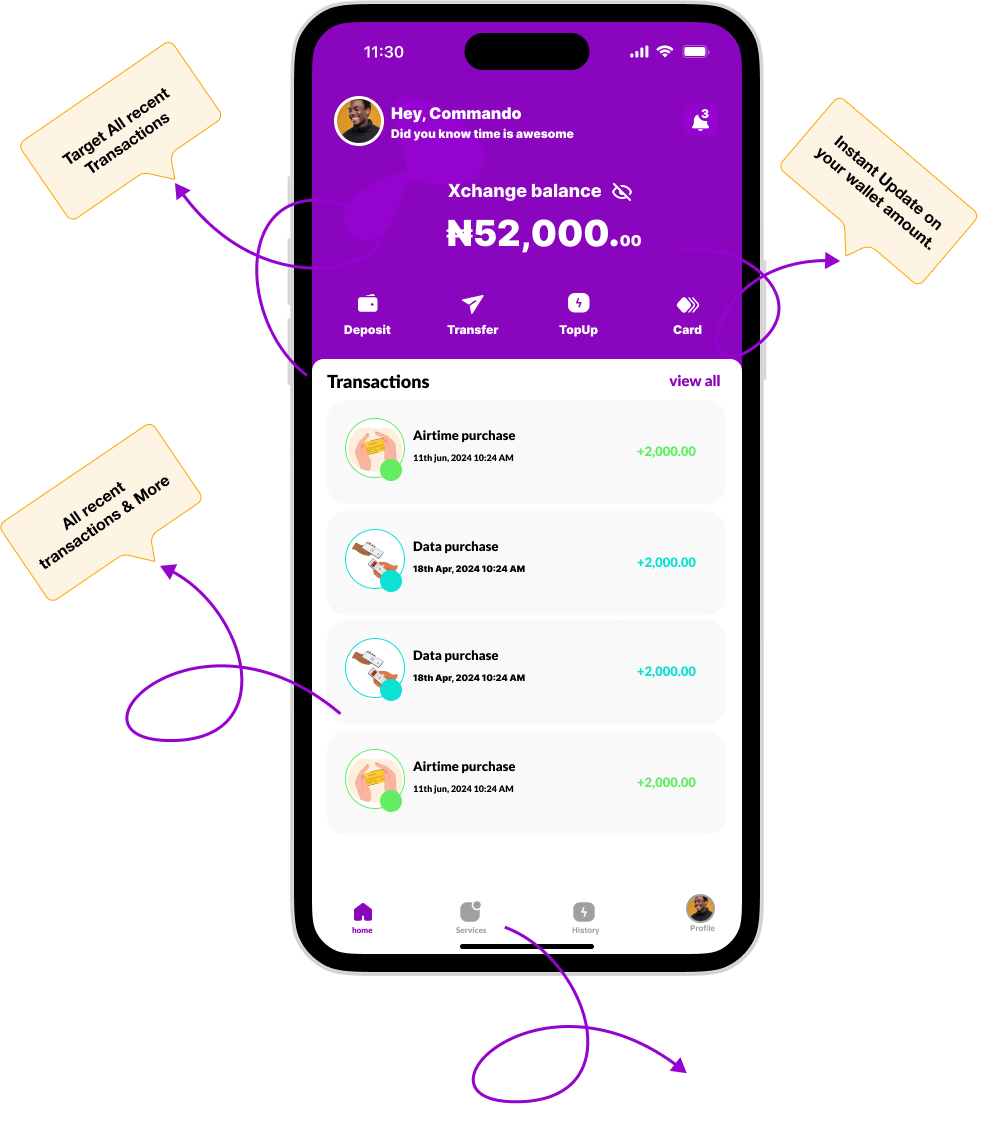 11:30
Target All recent
Transactions
Hey, Commando
Did you know time is awesome
3
Instant Update on
your wallet amount.
Xchange balance
₦52,000.00
Deposit
Transfer
TopUp
Card
Transactions
view all
Airtime purchase
11th jun, 2024 10:24 AM
+2,000.00
All recent
transactions & More
Data purchase
18th Apr, 2024 10:24 AM
+2,000.00
Data purchase
18th Apr, 2024 10:24 AM
+2,000.00
Airtime purchase
11th jun, 2024 10:24 AM
+2,000.00
home
Services
History
Profile